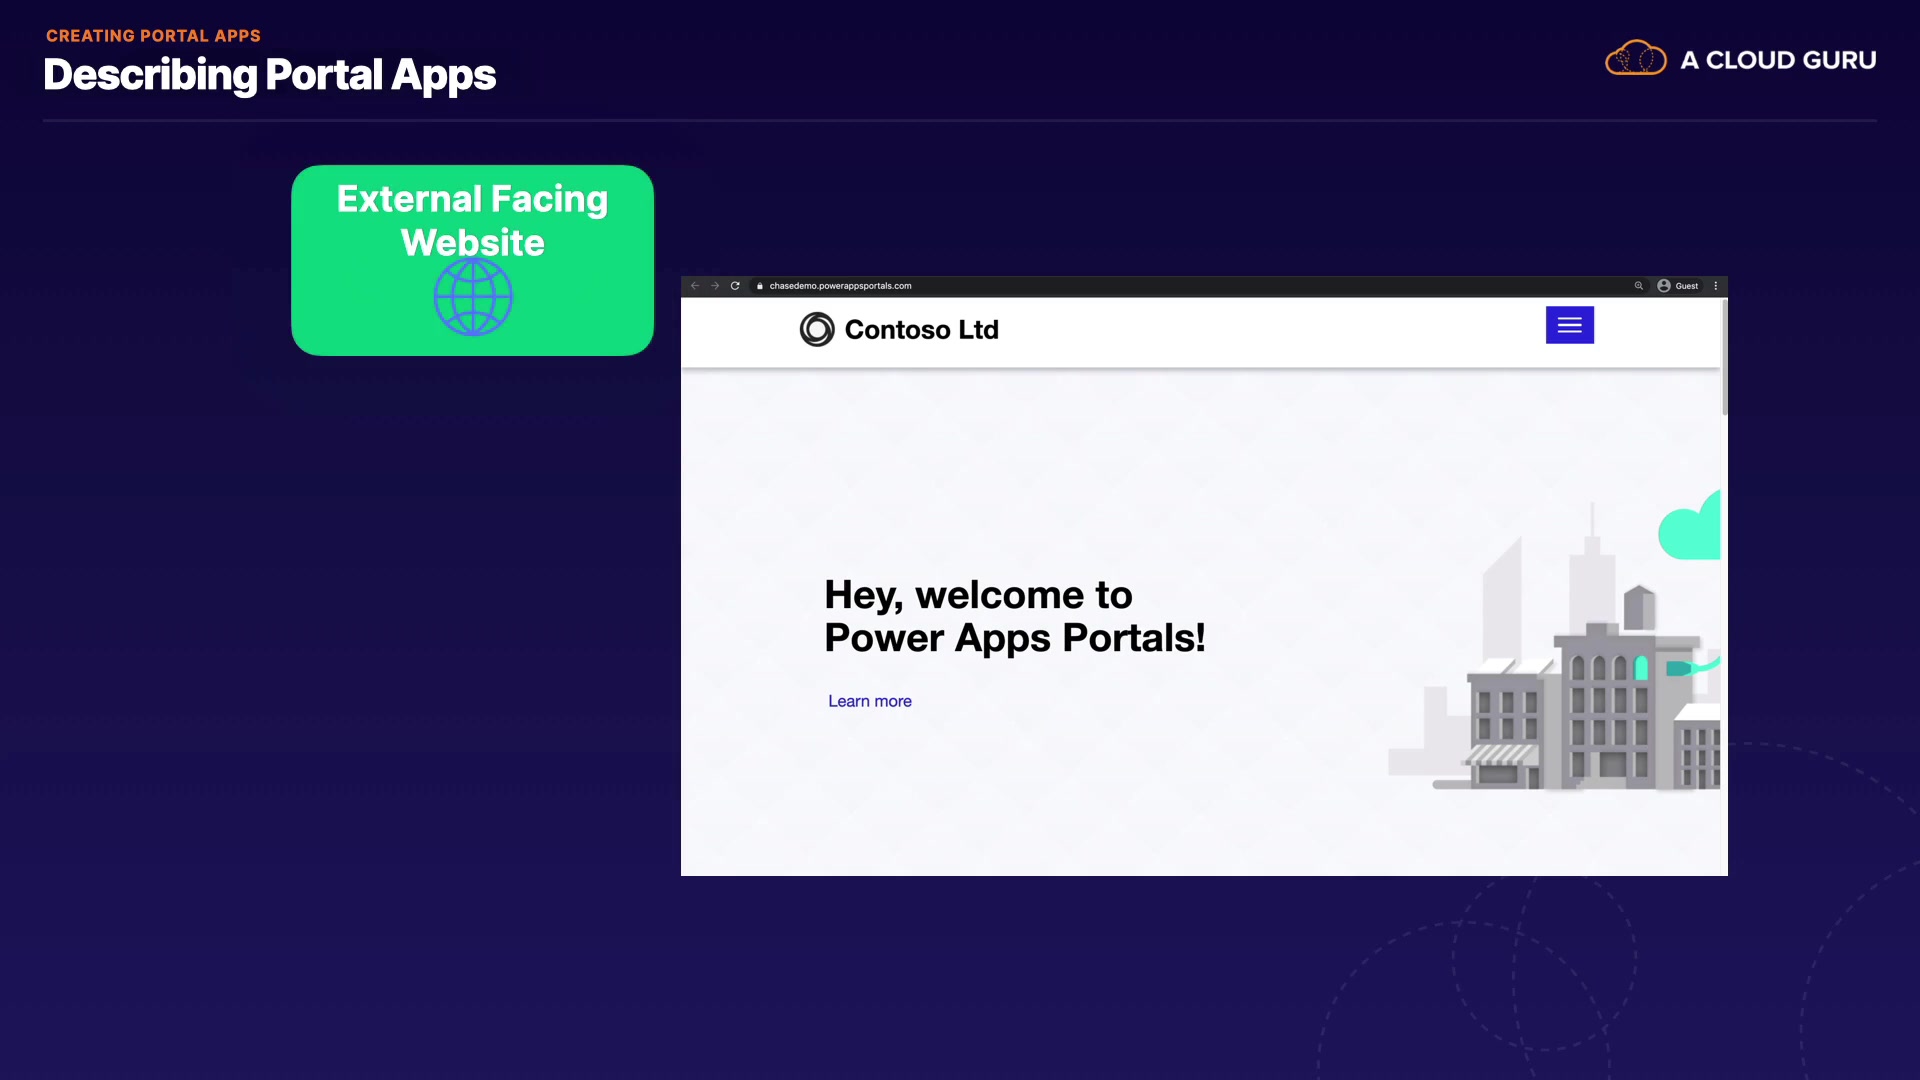 CREATING PORTAL APPS
Describing Portal Apps
A CLOUD GURU
External Facing
Website
chasedemo.powerappsportals.com
Guest
Contoso Ltd
Hey, welcome to
Power Apps Portals!
Learn more